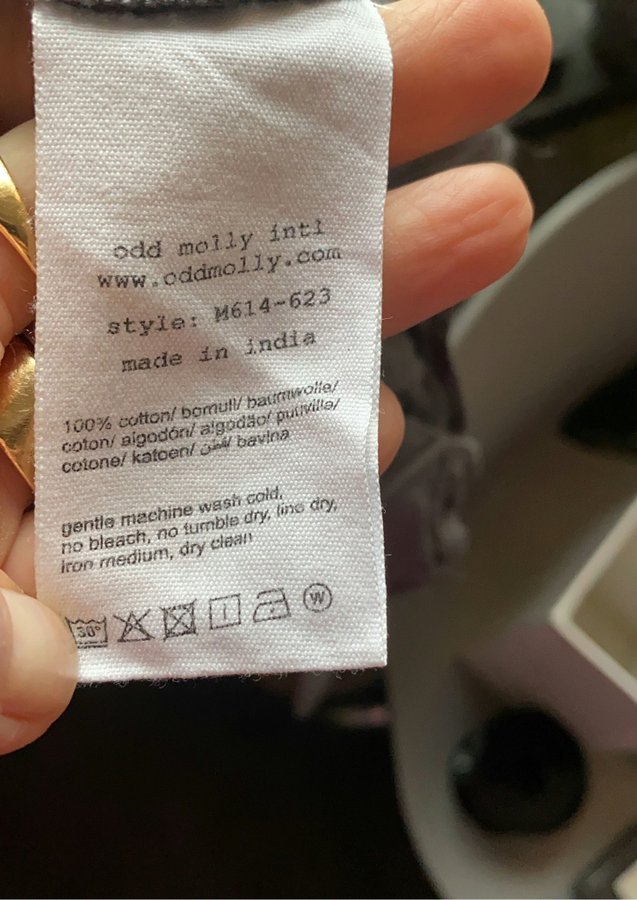 odd molly intl
www.oddmolly.com
style: M614-623
made in india
100% cotton/ bomull/ baumwolle/
coton/ algodón/ algodão/ puuvilla/
cotone/ katoen/ قطن/ bavlna
gentle machine wash cold,
no bleach, no tumble dry, line dry,
iron medium, dry clean
30° W